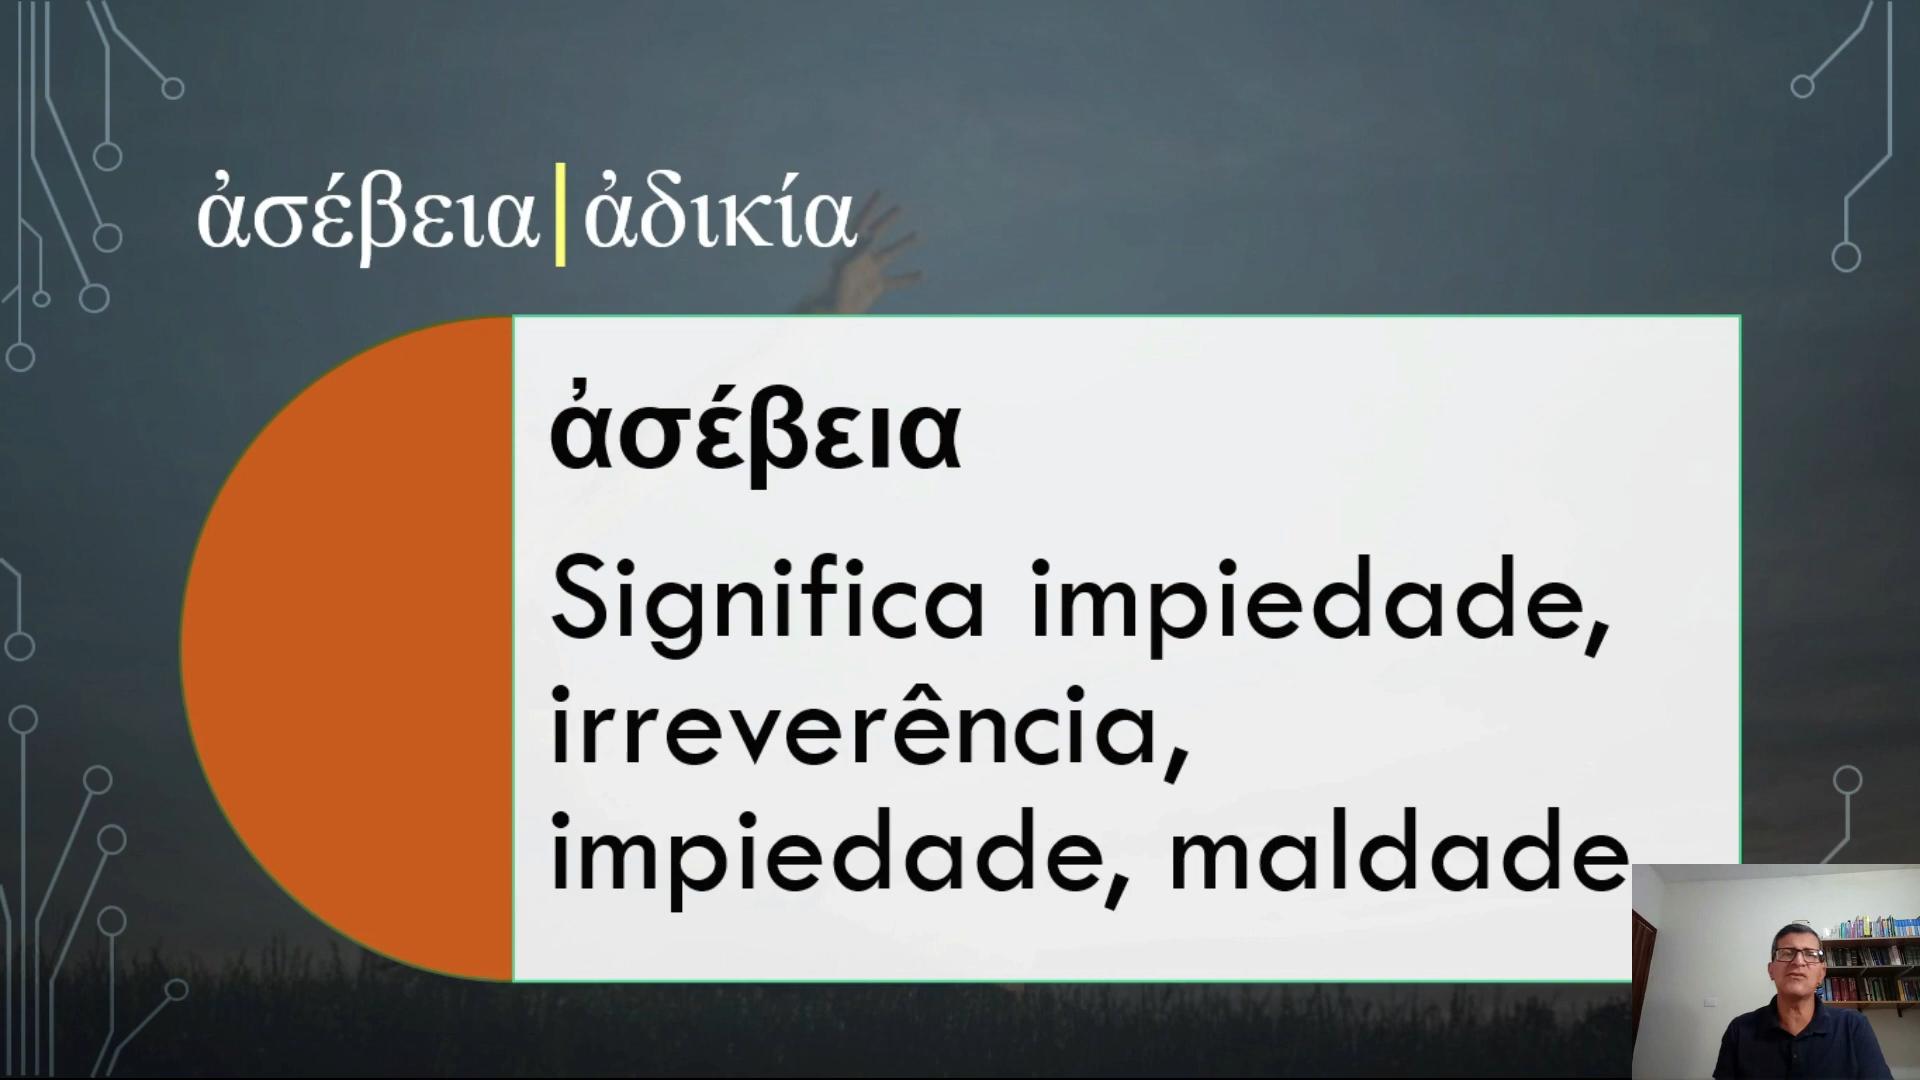 ἀσέβεια|ἀδικία
ἀσέβεια
Significa impiedade,
irreverência,
impiedade, maldade